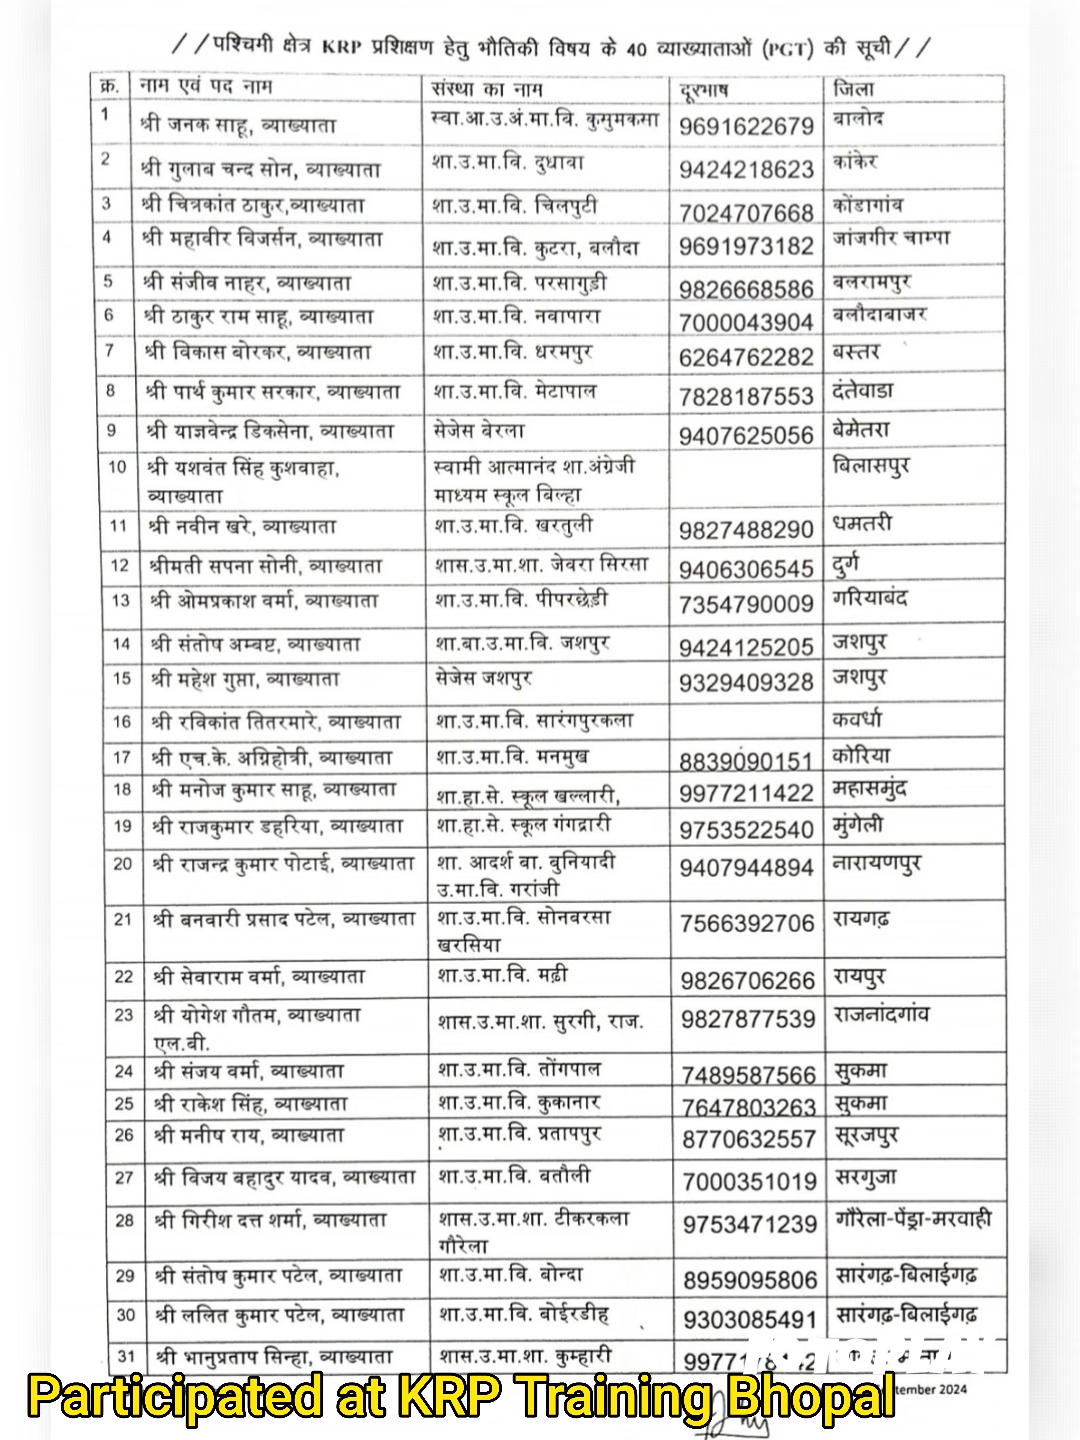 //पश्चिमी क्षेत्र KRP प्रशिक्षण हेतु भौतिकी विषय के 40 व्याख्याताओं (PGT) की सूची//
क्र. नाम एवं पद नाम संस्था का नाम दूरभाष जिला
1 श्री जनक साहू, व्याख्याता स्वा.आ.उ.अं.मा.वि. कुसुमकसा 9691622679 बालोद
2 श्री गुलाब चन्द सोन, व्याख्याता शा.उ.मा.वि. दुधावा 9424218623 कांकेर
3 श्री चित्रकांत ठाकुर,व्याख्यता शा.उ.मा.वि. चिलपुटी 7024707668 कोंडागांव
4 श्री महावीर विजर्सन, व्याख्याता शा.उ.मा.वि. कुटरा, बलौदा 9691973182 जांजगीर चाम्पा
5 श्री संजीव नाहर, व्याख्याता शा.उ.मा.वि. परसागुड़ी 9826668586 बलरामपुर
6 श्री ठाकुर राम साहू, व्याख्याता शा.उ.मा.वि. नवापारा 7000043904 बलौदाबाजर
7 श्री विकास बोरकर, व्याख्याता शा.उ.मा.वि. धरमपुर 6264762282 बस्तर
8 श्री पार्थ कुमार सरकार, व्याख्याता शा.उ.मा.वि. मेटापाल 7828187553 दंतेवाडा
9 श्री याज्ञवेन्द्र डिकसेना, व्याख्याता सेजेस बेरला 9407625056 बेमेतरा
10 श्री यशवंत सिंह कुशवाहा, स्वामी आत्मानंद शा.अंग्रेजी बिलासपुर
व्याख्याता माध्यम स्कूल बिल्हा
11 श्री नवीन खरे, व्याख्याता शा.उ.मा.वि. खरतुली 9827488290 धमतरी
12 श्रीमती सपना सोनी, व्याख्याता शास.उ.मा.शा. जेवरा सिरसा 9406306545 दुर्ग
13 श्री ओमप्रकाश वर्मा, व्याख्याता शा.उ.मा.वि. पीपरछेड़ी 7354790009 गरियाबंद
14 श्री संतोष अम्बष्ट, व्याख्याता शा.बा.उ.मा.वि. जशपुर 9424125205 जशपुर
15 श्री महेश गुप्ता, व्याख्याता सेजेस जशपुर 9329409328 जशपुर
16 श्री रविकांत तितरमारे, व्याख्याता शा.उ.मा.वि. सारंगपुरकला कवर्धा
17 श्री एच.के. अग्निहोत्री, व्याख्याता शा.उ.मा.वि. मनमुख 8839090151 कोरिया
18 श्री मनोज कुमार साहू, व्याख्याता शा.हा.से. स्कूल खल्लारी, 9977211422 महासमुंद
19 श्री राजकुमार डहरिया, व्याख्याता शा.हा.से. स्कूल गंगद्वारी 9753522540 मुंगेली
20 श्री राजन्द्र कुमार पोटाई, व्याख्याता शा. आदर्श वा. बुनियादी 9407944894 नारायणपुर
उ.मा.वि. गरांजी
21 श्री बनवारी प्रसाद पटेल, व्याख्याता शा.उ.मा.वि. सोनबरसा 7566392706 रायगढ़
खरसिया
22 श्री सेवाराम वर्मा, व्याख्याता शा.उ.मा.वि. मढ़ी 9826706266 रायपुर
23 श्री योगेश गौतम, व्याख्याता शास.उ.मा.शा. सुरगी, राज. 9827877539 राजनांदगांव
एल.बी.
24 श्री संजय वर्मा, व्याख्याता शा.उ.मा.वि. तोंगपाल 7489587566 सुकमा
25 श्री राकेश सिंह, व्याख्याता शा.उ.मा.वि. कुकानार 7647803263 सुकमा
26 श्री मनीष राय, व्याख्याता शा.उ.मा.वि. प्रतापपुर 8770632557 सूरजपुर
27 श्री विजय बहादुर यादव, व्याख्याता शा.उ.मा.वि. बतौली 7000351019 सरगुजा
28 श्री गिरीश दत्त शर्मा, व्याख्याता शास.उ.मा.शा. टीकरकला 9753471239 गौरेला-पेंड्रा-मरवाही
गौरेला
29 श्री संतोष कुमार पटेल, व्याख्याता शा.उ.मा.वि. बोन्दा 8959095806 सारंगढ़-बिलाईगढ़
30 श्री ललित कुमार पटेल, व्याख्याता शा.उ.मा.वि. बोईरडीह 9303085491 सारंगढ़-बिलाईगढ़
31 श्री भानुप्रताप सिन्हा, व्याख्याता शास.उ.मा.शा. कुम्हारी
Participated at KRP Training Bhopal
2024